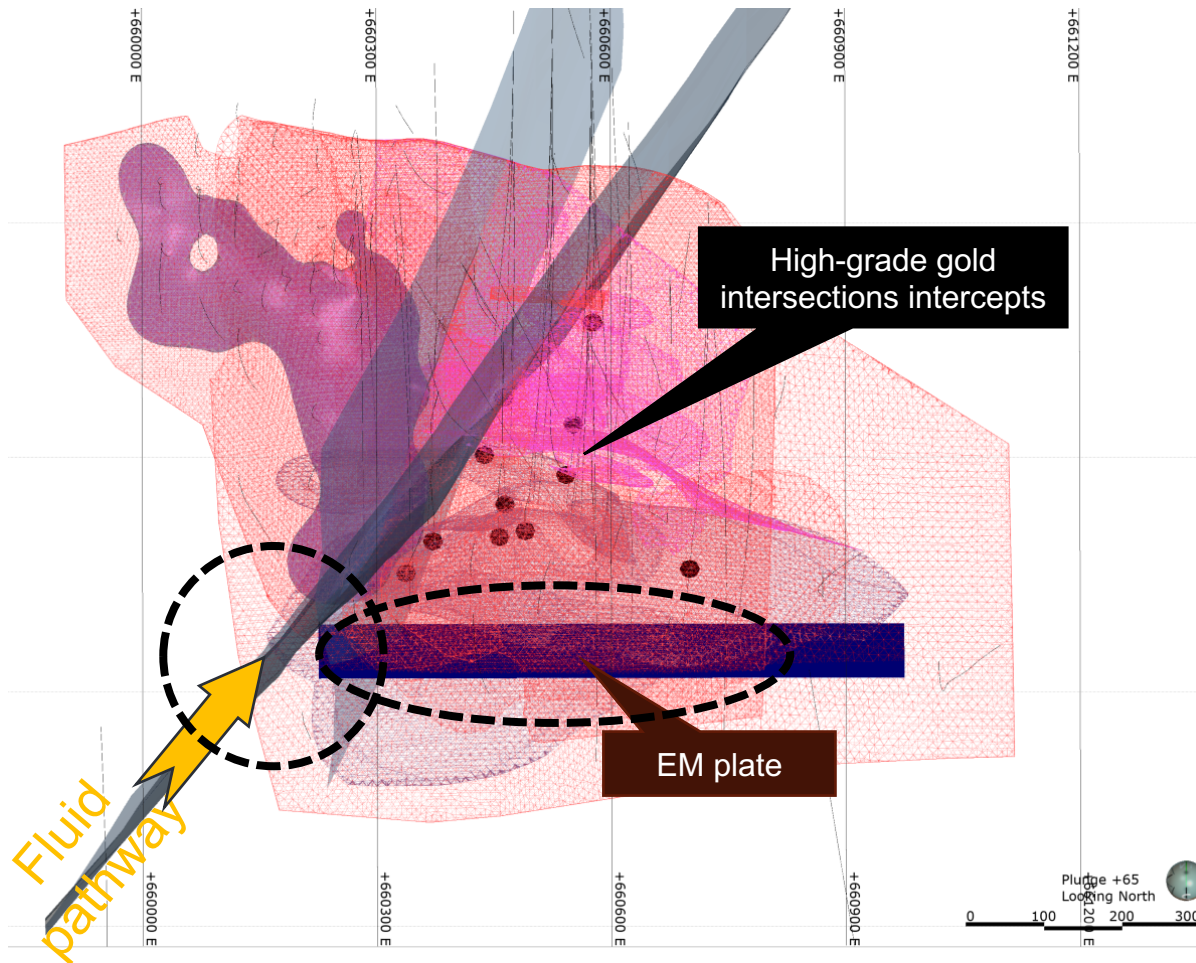 +660000 E
+660300 E
+660600 E
+660900 E
+661200 E
High-grade gold
intersections intercepts
EM plate
Fluid
pathway
+660000 E
+660300 E
+660600 E
+660900 E
+661200 E
Plunge +65
Looking North
0 100 200 300